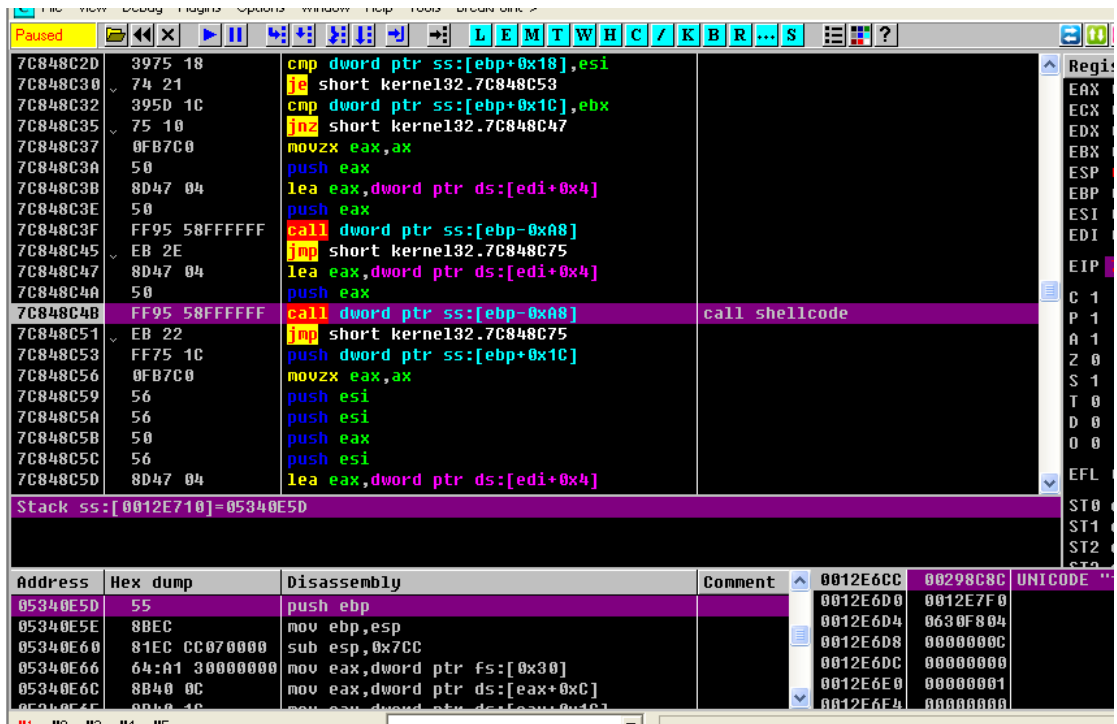 Paused L E M T W H C / K B R ... S ?
7C848C2D 3975 18 cmp dword ptr ss:[ebp+0x18],esi
7C848C30 74 21 je short kernel32.7C848C53
7C848C32 395D 1C cmp dword ptr ss:[ebp+0x1C],ebx
7C848C35 75 10 jnz short kernel32.7C848C47
7C848C37 0FB7C0 movzx eax,ax
7C848C3A 50 push eax
7C848C3B 8D47 04 lea eax,dword ptr ds:[edi+0x4]
7C848C3E 50 push eax
7C848C3F FF95 58FFFFFF call dword ptr ss:[ebp-0xA8]
7C848C45 EB 2E jmp short kernel32.7C848C75
7C848C47 8D47 04 lea eax,dword ptr ds:[edi+0x4]
7C848C4A 50 push eax
7C848C4B FF95 58FFFFFF call dword ptr ss:[ebp-0xA8] call shellcode
7C848C51 EB 22 jmp short kernel32.7C848C75
7C848C53 FF75 1C push dword ptr ss:[ebp+0x1C]
7C848C56 0FB7C0 movzx eax,ax
7C848C59 56 push esi
7C848C5A 56 push esi
7C848C5B 50 push eax
7C848C5C 56 push esi
7C848C5D 8D47 04 lea eax,dword ptr ds:[edi+0x4]
Regis
EAX
ECX
EDX
EBX
ESP
EBP
ESI
EDI
EIP
C 1
P 1
A 1
Z 0
S 1
T 0
D 0
O 0
EFL
ST0
ST1
ST2
Stack ss:[0012E710]=05340E5D
Address Hex dump Disassembly Comment
05340E5D 55 push ebp
05340E5E 8BEC mov ebp,esp
05340E60 81EC CC070000 sub esp,0x7CC
05340E66 64:A1 30000000 mov eax,dword ptr fs:[0x30]
05340E6C 8B40 0C mov eax,dword ptr ds:[eax+0xC]
0012E6CC 00298C8C UNICODE "
0012E6D0 0012E7F0
0012E6D4 0630F804
0012E6D8 0000000C
0012E6DC 00000000
0012E6E0 00000001
0012E6E4 00000000